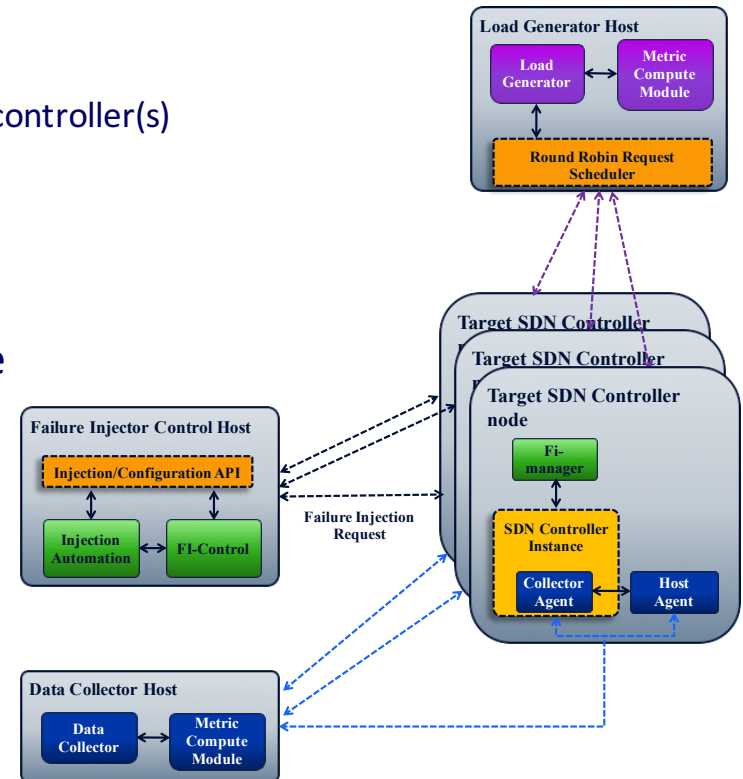 Load Generator Host
Load
Generator
Metric
Compute
Module
controller(s)
Round Robin Request
Scheduler
Target SDN Controller
Target SDN Controller
Target SDN Controller
node
Failure Injector Control Host
Fi-
manager
Injection/Configuration API
Failure Injection
Request
SDN Controller
Instance
Injection
Automation
FI-Control
Collector
Agent
Host
Agent
Data Collector Host
Data
Collector
Metric
Compute
Module